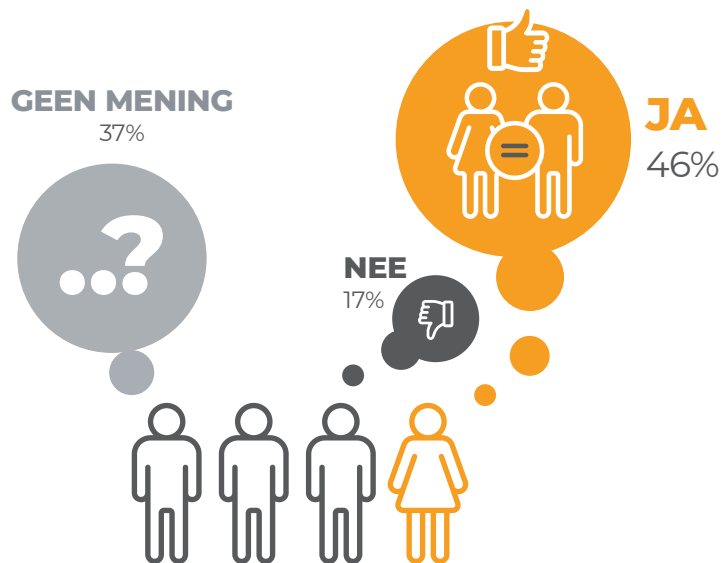 GEEN MENING
37%
...?
NEE
17%
JA
46%
=